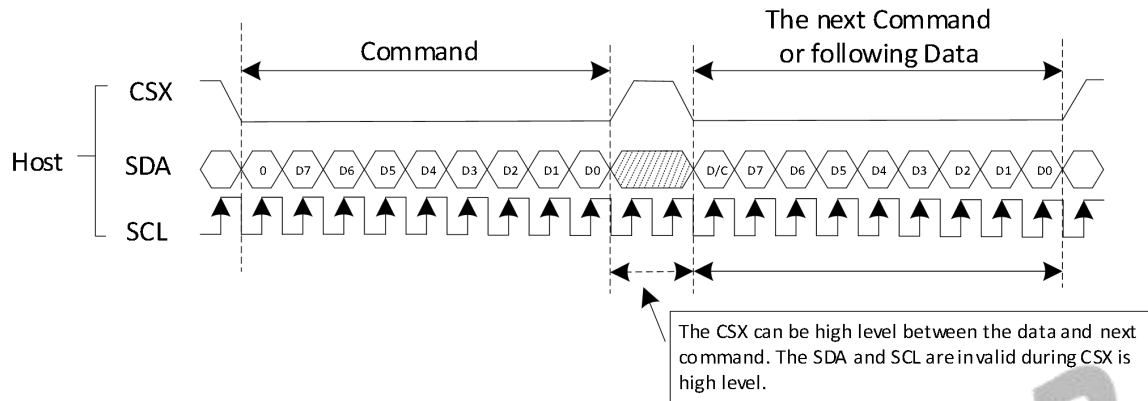 Command
The next Command
or following Data
Host
CSX
SDA
SCL
0 D7 D6 D5 D4 D3 D2 D1 D0
D/C D7 D6 D5 D4 D3 D2 D1 D0
The CSX can be high level between the data and next
command. The SDA and SCL are invalid during CSX is
high level.